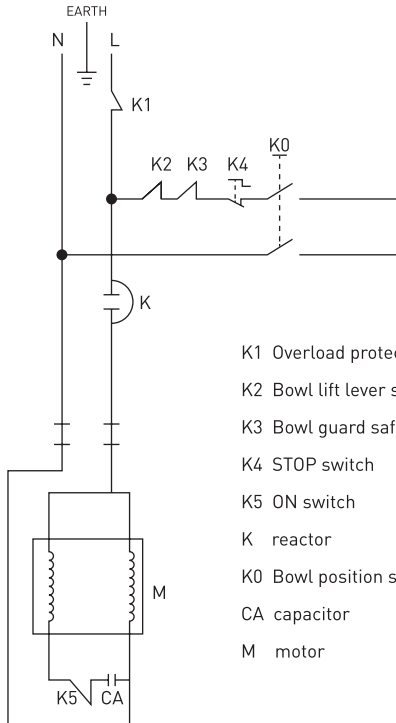 EARTH
N L
K1
K2 K3 K4 K0
K
K1 Overload protec
K2 Bowl lift lever s
K3 Bowl guard saf
K4 STOP switch
K5 ON switch
K reactor
K0 Bowl position s
CA capacitor
M motor
M
K5 CA